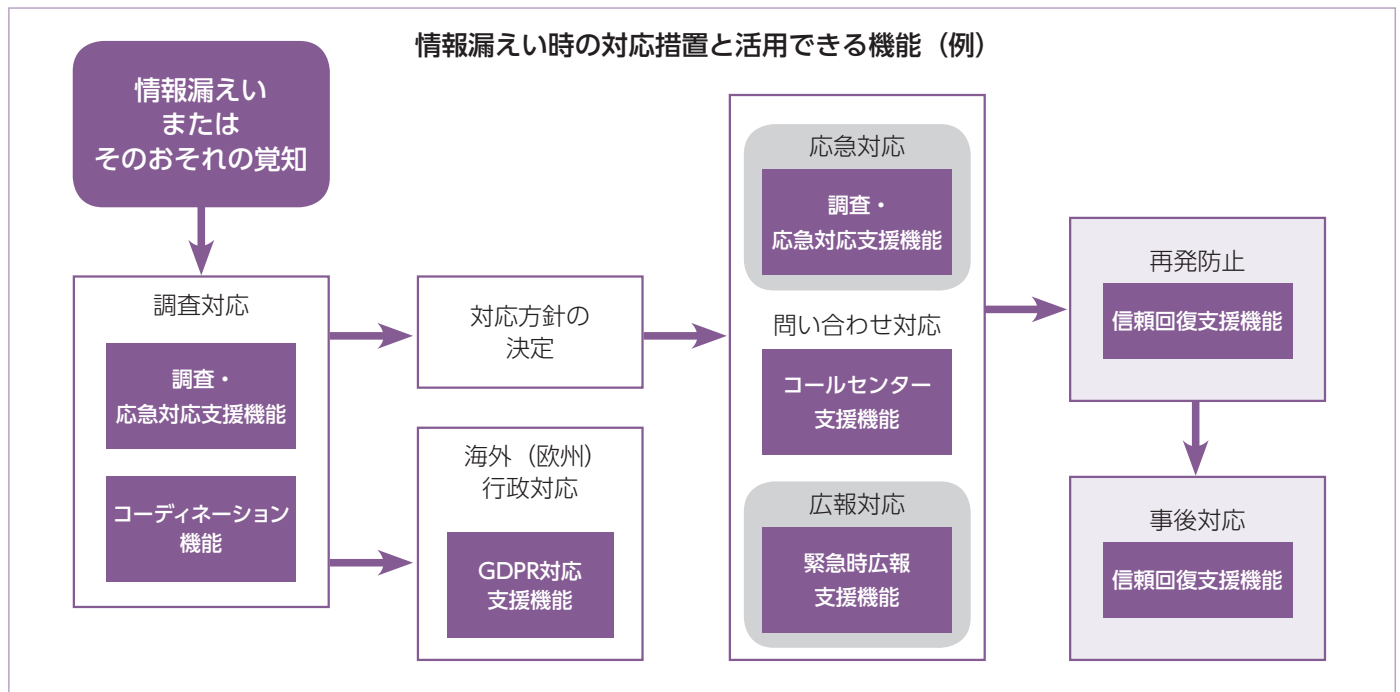 情報漏えい時の対応措置と活用できる機能（例）
情報漏えい
または
そのおそれの覚知
調査対応
調査・
応急対応支援機能
コーディネーション
機能
対応方針の
決定
海外（欧州）
行政対応
GDPR対応
支援機能
応急対応
調査・
応急対応支援機能
問い合わせ対応
コールセンター
支援機能
広報対応
緊急時広報
支援機能
再発防止
信頼回復支援機能
事後対応
信頼回復支援機能